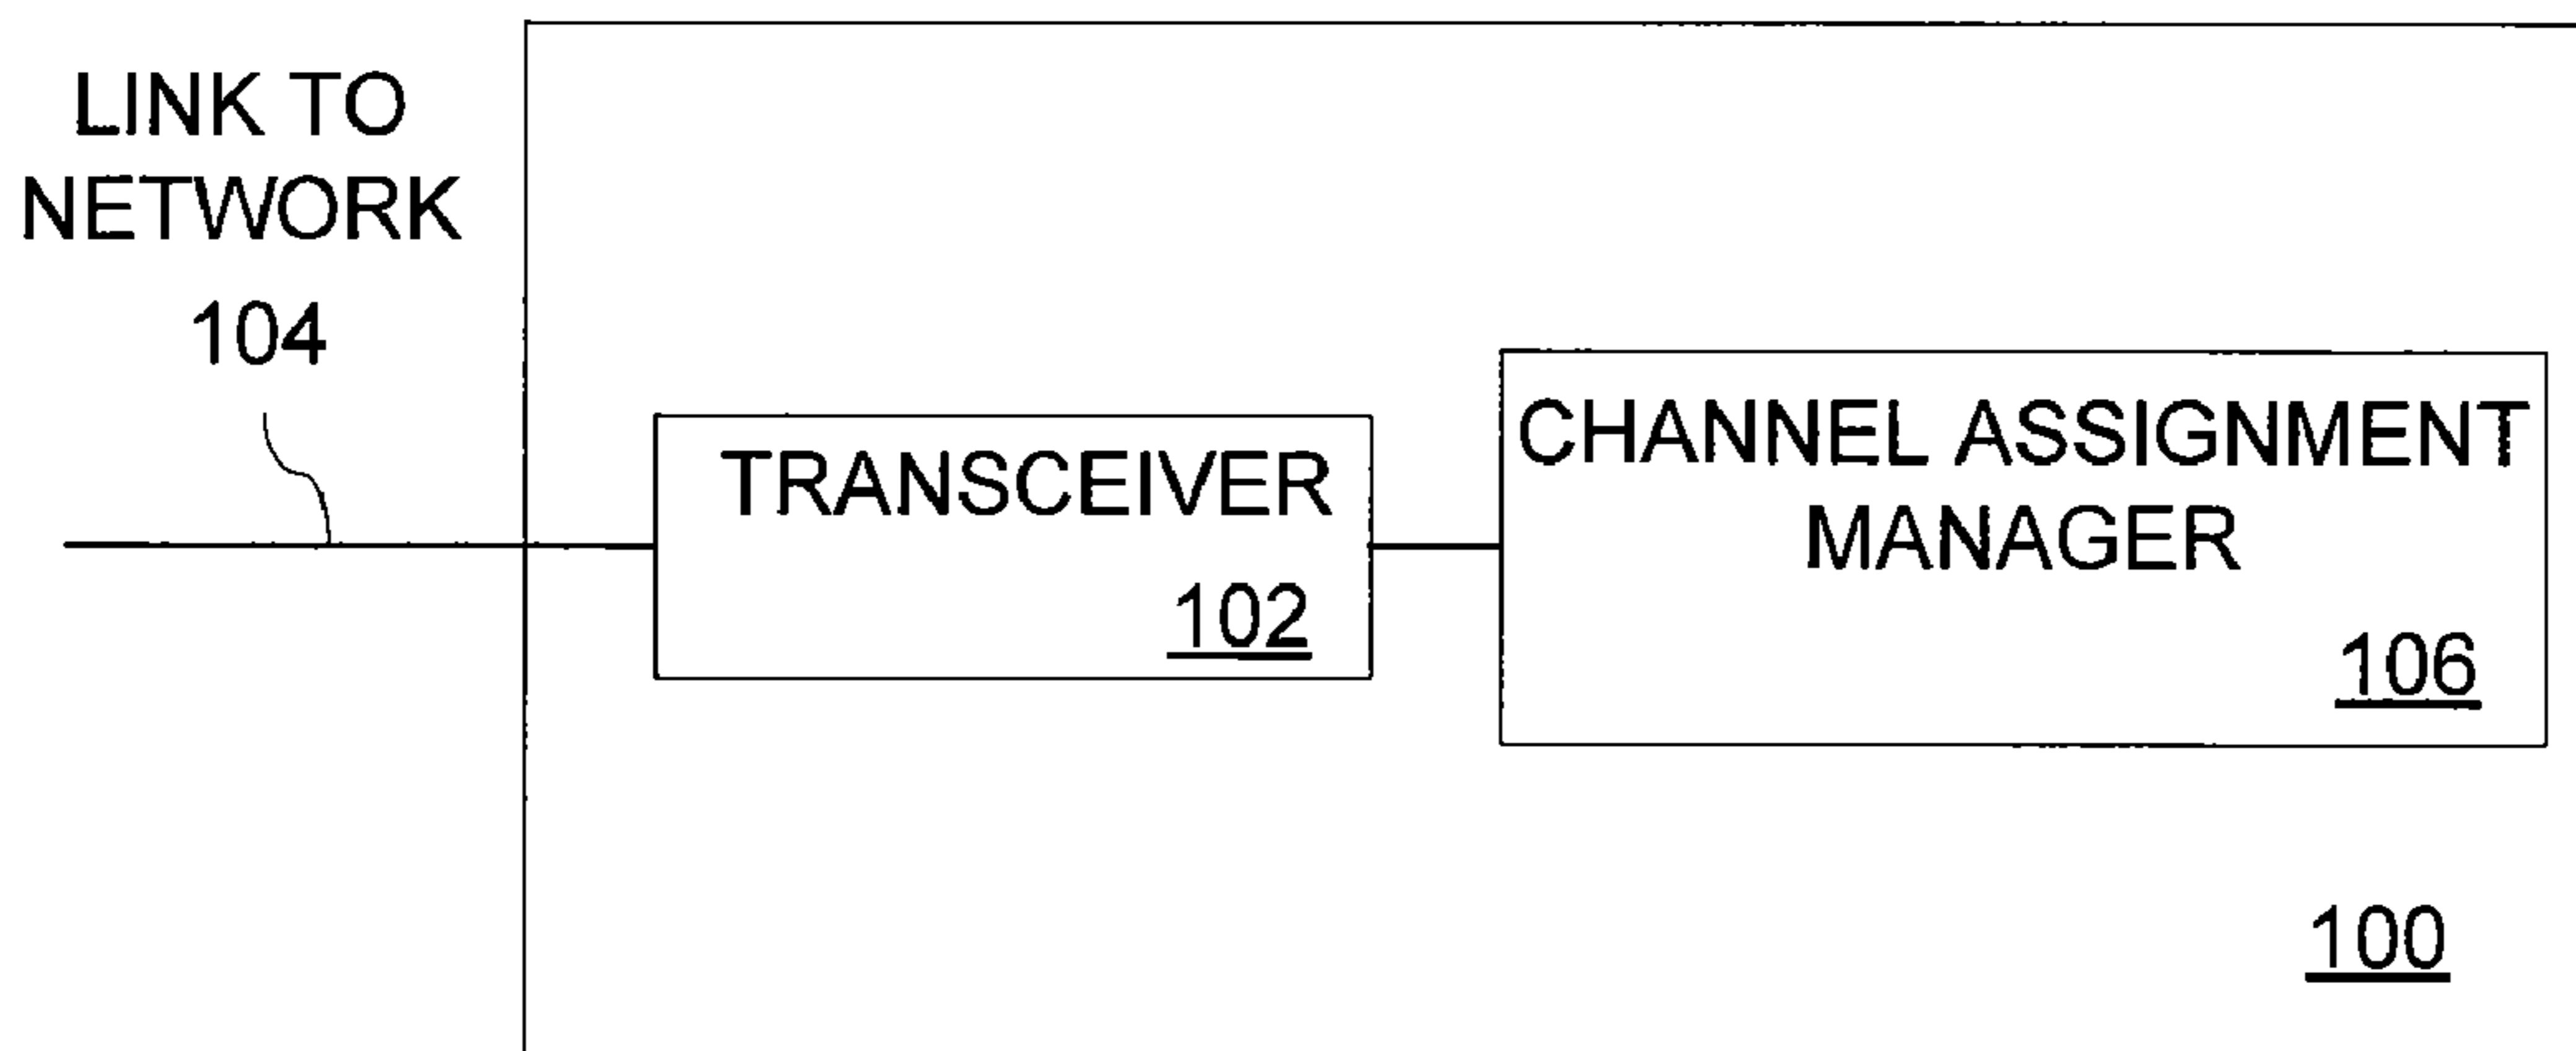 LINK TO
NETWORK
104
TRANSCEIVER
102
CHANNEL ASSIGNMENT
MANAGER
106
100